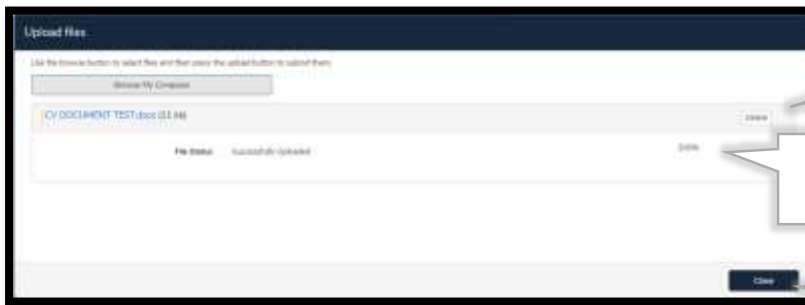 Upload files
Use the browse button to select files and then press the upload button to submit them.
Browse My Computer
CV DOCUMENT TEST.docx (11 kb)
Delete
File Status Successfully Uploaded
Close